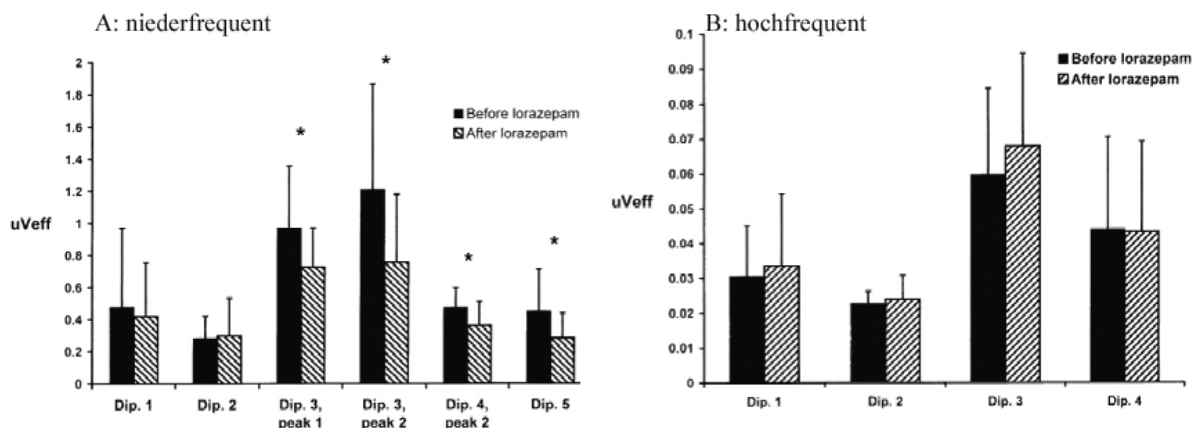 A: niederfrequent
2
1.8
1.6
1.4
1.2
1
0.8
0.6
0.4
0.2
0
uVeff
*
*
*
*
Before lorazepam
After lorazepam
Dip. 1
Dip. 2
Dip. 3,
peak 1
Dip. 3,
peak 2
Dip. 4,
peak 2
Dip. 5
B: hochfrequent
0.1
0.09
0.08
0.07
0.06
0.05
0.04
0.03
0.02
0.01
0
uVeff
Before lorazepam
After lorazepam
Dip. 1
Dip. 2
Dip. 3
Dip. 4